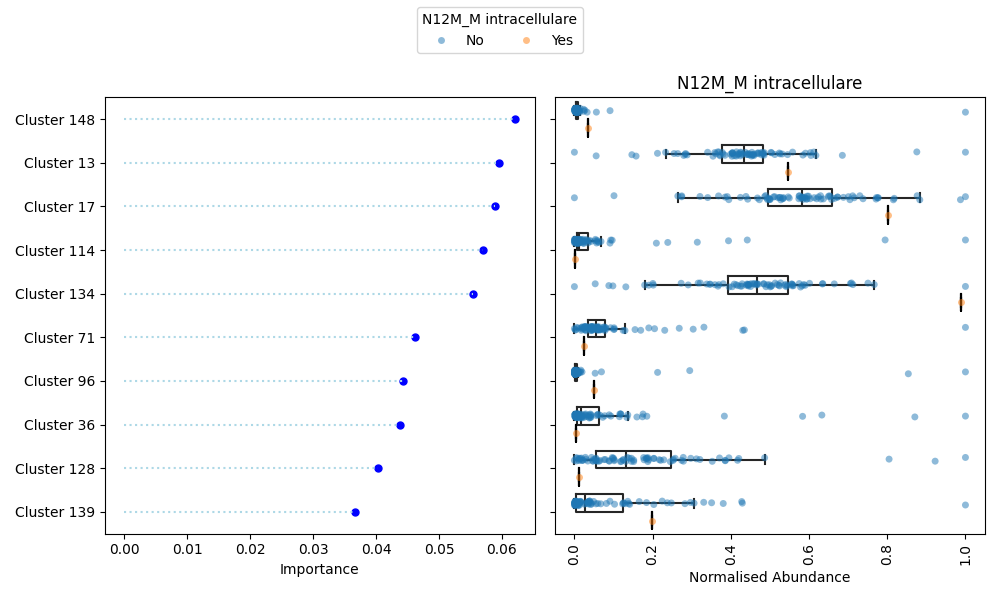 N12M_M intracellulare
No Yes
N12M_M intracellulare
Cluster 148
Cluster 13
Cluster 17
Cluster 114
Cluster 134
Cluster 71
Cluster 96
Cluster 36
Cluster 128
Cluster 139
0.00 0.01 0.02 0.03 0.04 0.05 0.06
Importance
0.0 0.2 0.4 0.6 0.8 1.0
Normalised Abundance